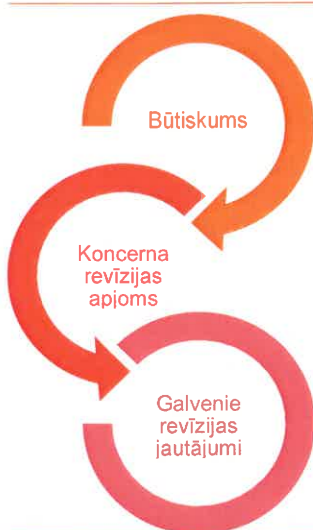 Būtiskums
Koncerna
revīzijas
apjoms
Galvenie
revīzijas
jautājumi